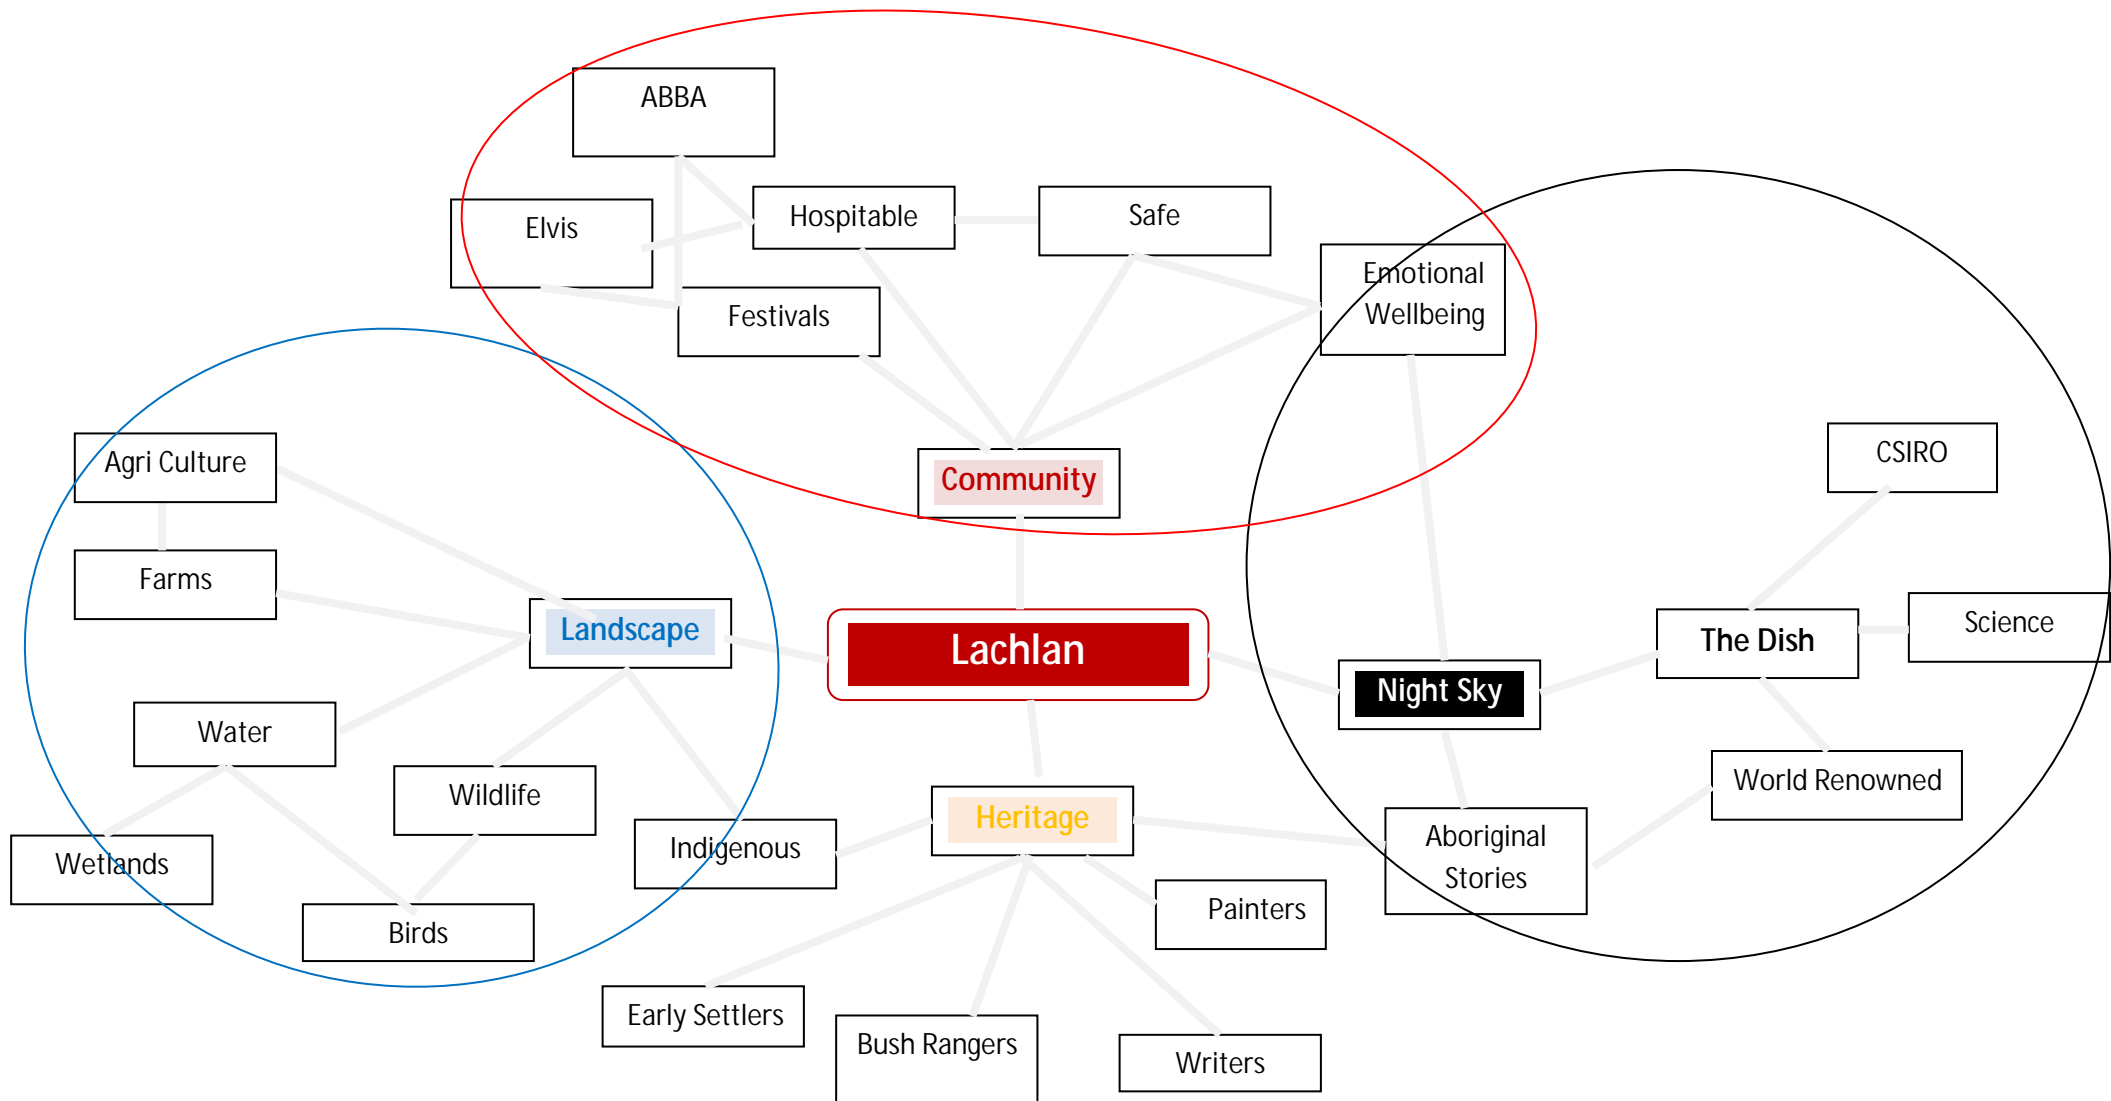 ABBA
Elvis
Hospitable
Safe
Emotional
Wellbeing
Festivals
Agri Culture
Community
CSIRO
Farms
Landscape
Lachlan
The Dish
Science
Night Sky
Water
Wildlife
Heritage
World Renowned
Wetlands
Indigenous
Aboriginal
Stories
Birds
Painters
Early Settlers
Bush Rangers
Writers